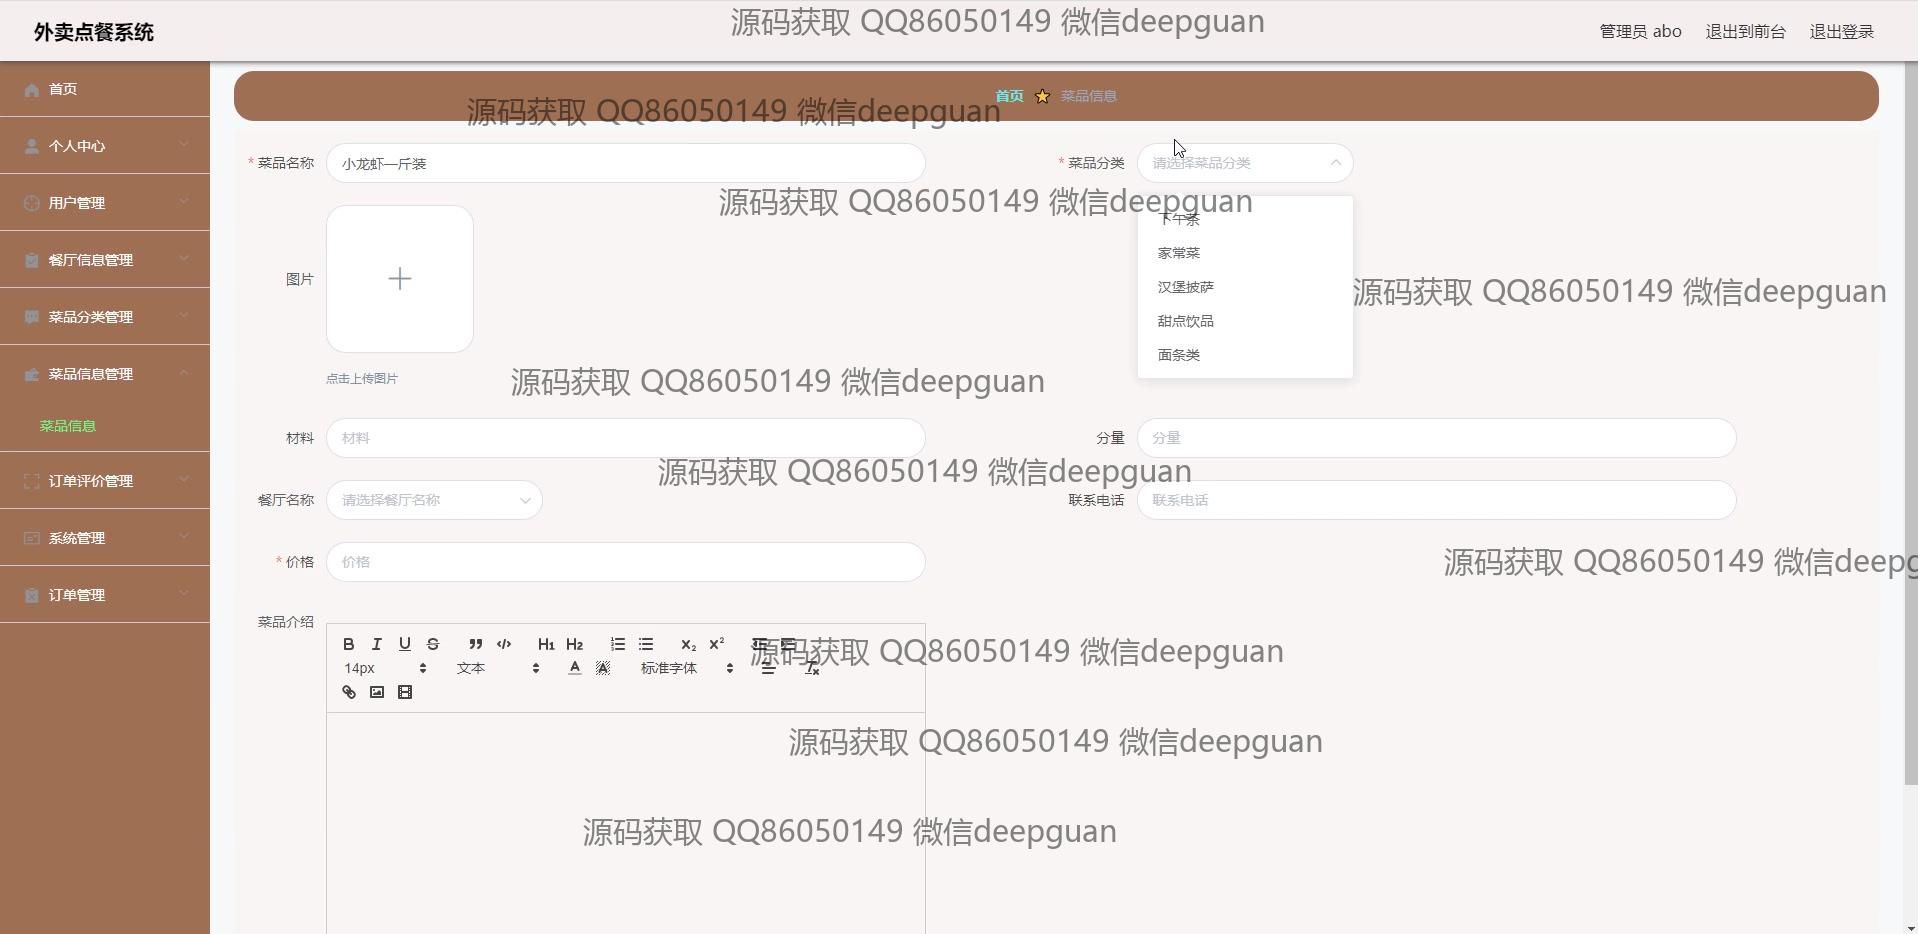 外卖点餐系统
源码获取 QQ86050149 微信deepguan
管理员 abo 退出到前台 退出登录
首页
个人中心
用户管理
餐厅信息管理
菜品分类管理
菜品信息管理
菜品信息
订单评价管理
系统管理
订单管理
首页 菜品信息
源码获取 QQ86050149 微信deepguan
* 菜品名称 小龙虾一斤装
* 菜品分类 请选择菜品分类
源码获取 QQ86050149 微信deepguan
下午茶
家常菜
汉堡披萨
甜点饮品
面条类
图片
源码获取 QQ86050149 微信deepguan
点击上传图片
源码获取 QQ86050149 微信deepguan
材料 材料
分量 分量
源码获取 QQ86050149 微信deepguan
餐厅名称 请选择餐厅名称
联系电话 联系电话
* 价格 价格
源码获取 QQ86050149 微信deepg
菜品介绍
B I U S H1 H2 x₂ x²
源码获取 QQ86050149 微信deepguan
14px 文本 A A 标准字体 Tx
源码获取 QQ86050149 微信deepguan
源码获取 QQ86050149 微信deepguan